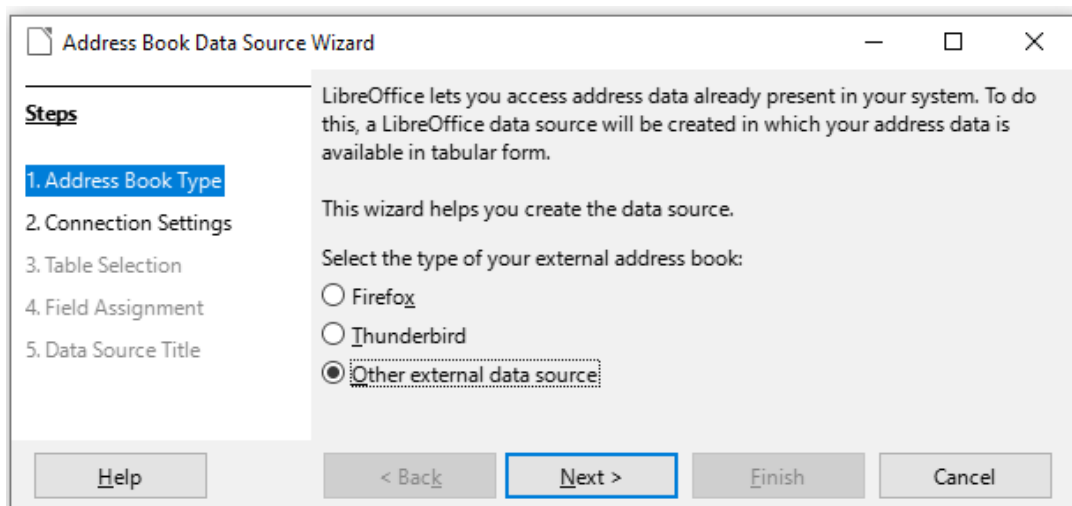 Address Book Data Source Wizard
Steps
1. Address Book Type
2. Connection Settings
3. Table Selection
4. Field Assignment
5. Data Source Title
LibreOffice lets you access address data already present in your system. To do
this, a LibreOffice data source will be created in which your address data is
available in tabular form.
This wizard helps you create the data source.
Select the type of your external address book:
Firefox
Thunderbird
Other external data source
Help
< Back
Next >
Finish
Cancel